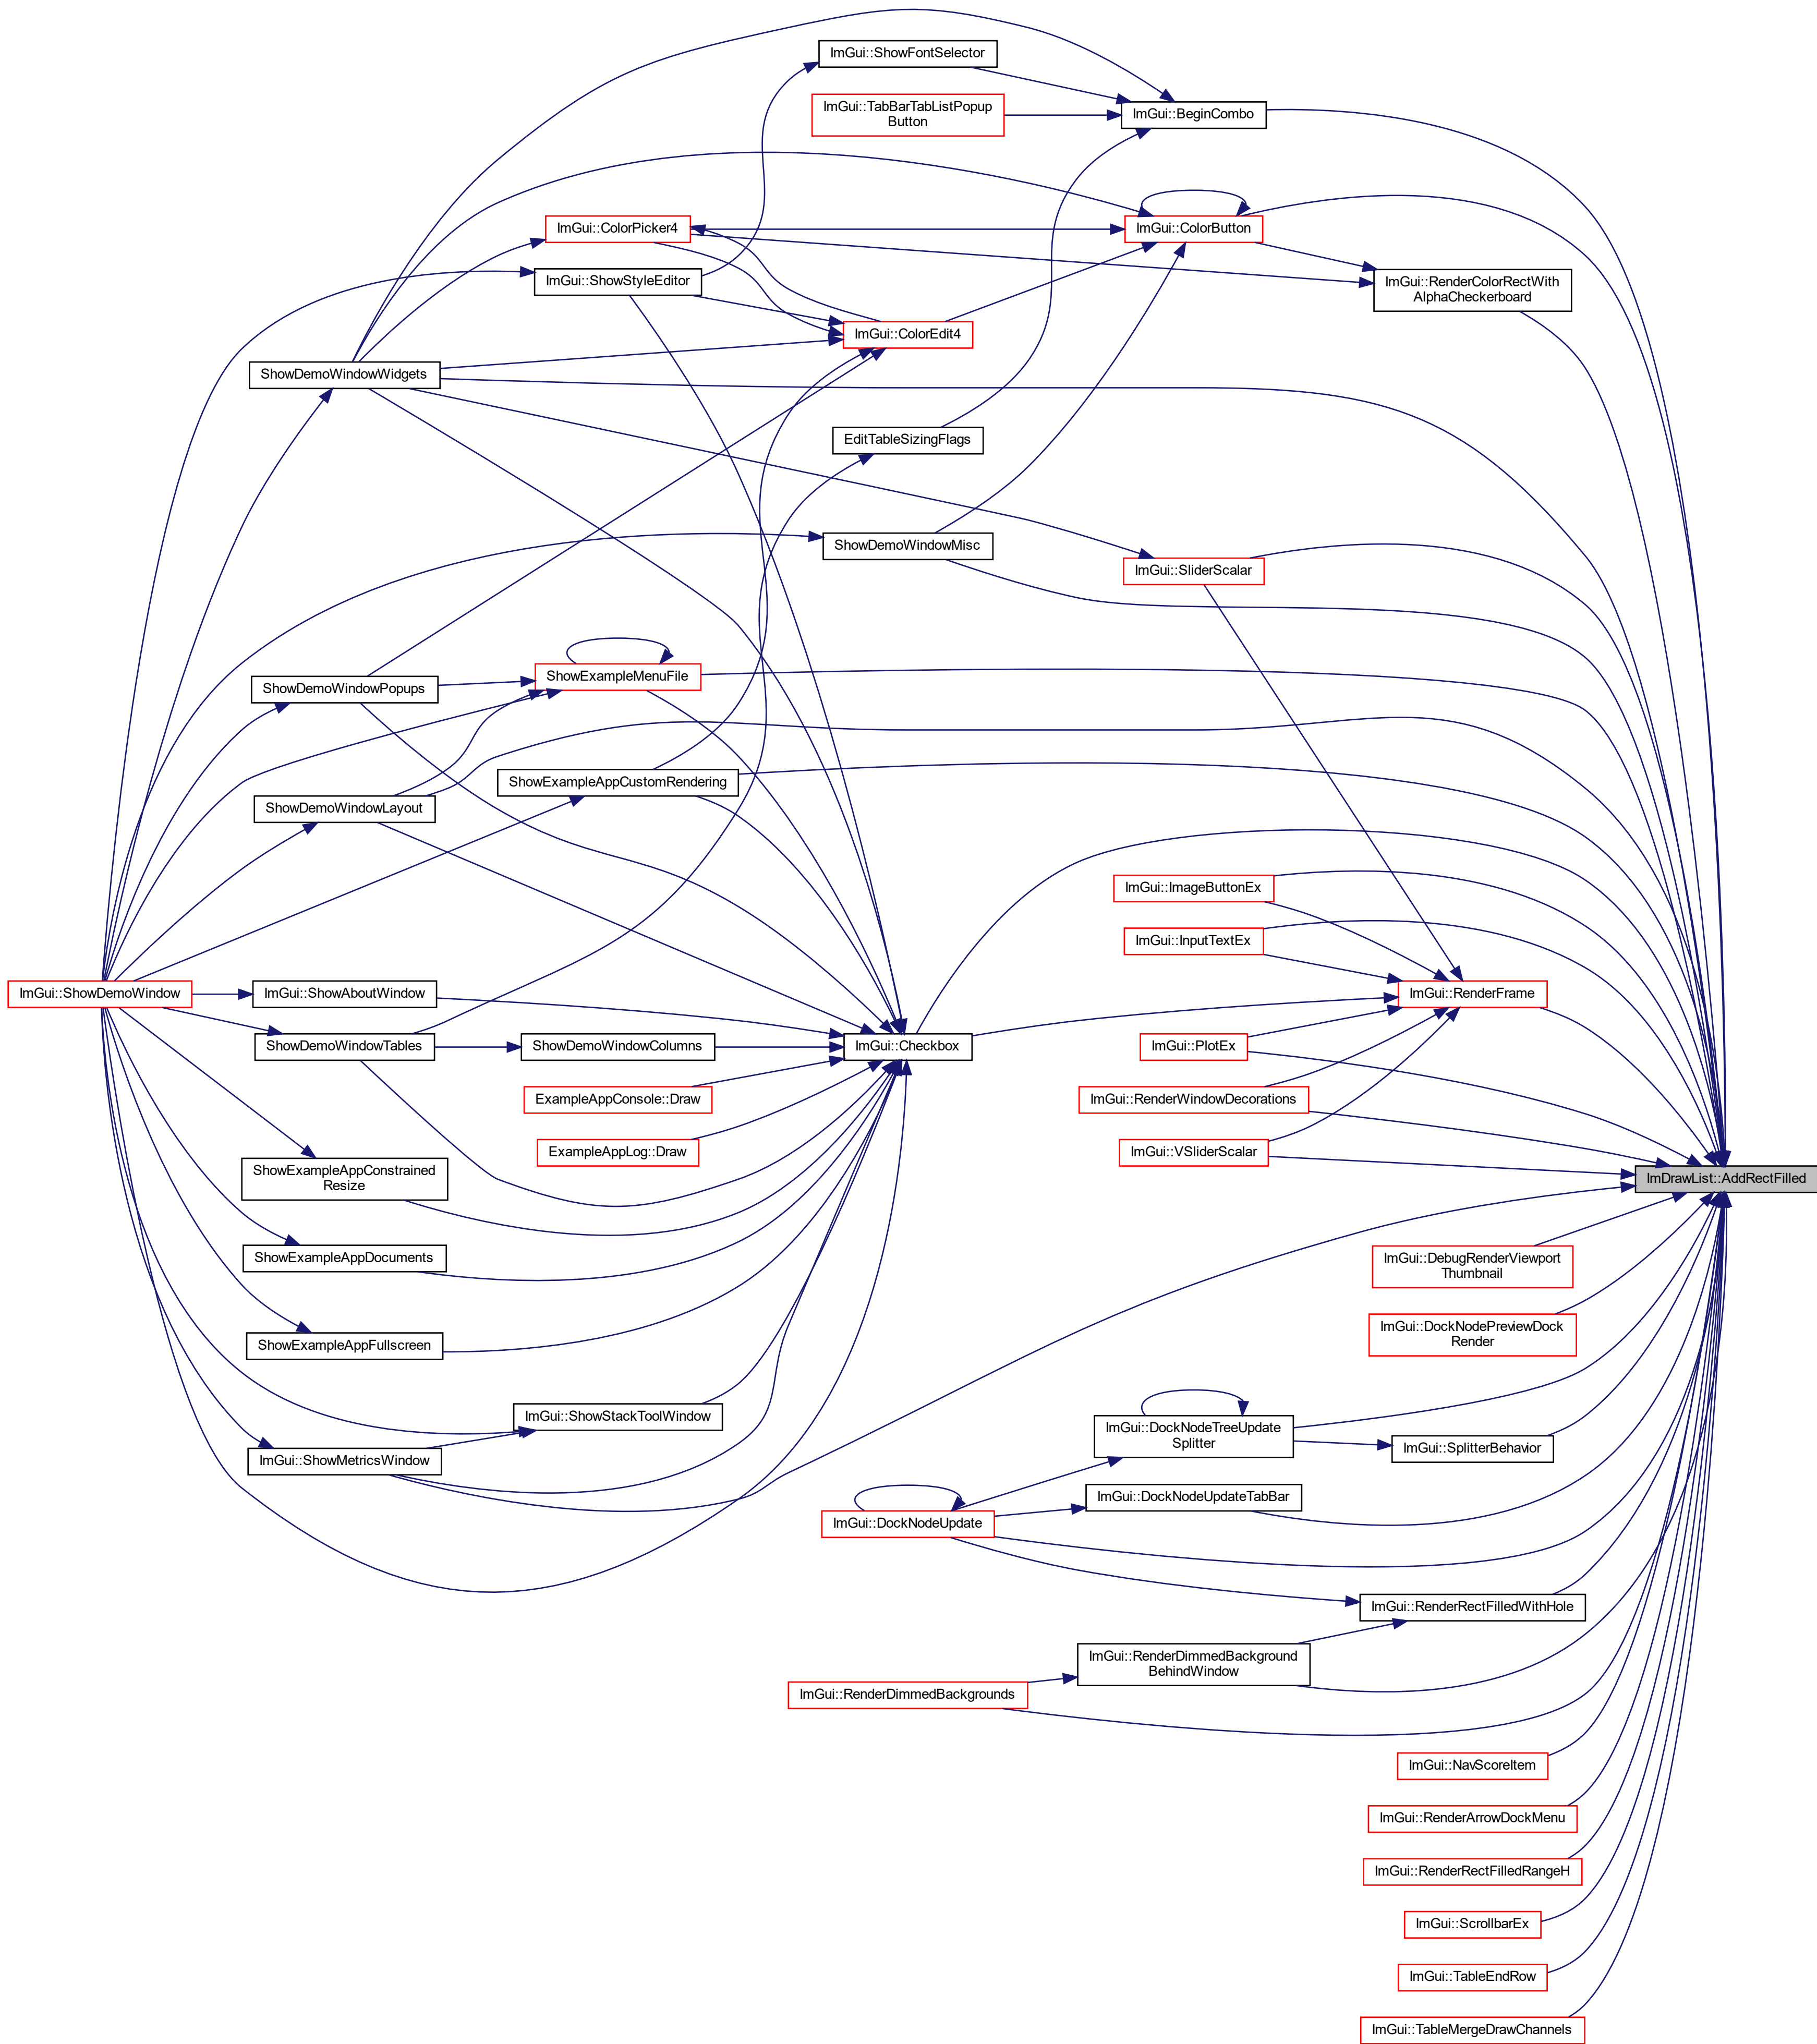 ImGui::ShowFontSelector
ImGui::TabBarTabListPopup
Button
ImGui::BeginCombo
ImGui::ColorPicker4
ImGui::ColorButton
ImGui::ShowStyleEditor
ImGui::RenderColorRectWith
AlphaCheckerboard
ImGui::ColorEdit4
ShowDemoWindowWidgets
EditTableSizingFlags
ShowDemoWindowMisc
ImGui::SliderScalar
ShowExampleMenuFile
ShowDemoWindowPopups
ShowExampleAppCustomRendering
ShowDemoWindowLayout
ImGui::ImageButtonEx
ImGui::InputTextEx
ImGui::ShowDemoWindow
ImGui::ShowAboutWindow
ImGui::RenderFrame
ShowDemoWindowTables
ShowDemoWindowColumns
ImGui::Checkbox
ImGui::PlotEx
ExampleAppConsole::Draw
ImGui::RenderWindowDecorations
ExampleAppLog::Draw
ImGui::VSliderScalar
ShowExampleAppConstrained
Resize
ImDrawList::AddRectFilled
ShowExampleAppDocuments
ImGui::DebugRenderViewport
Thumbnail
ShowExampleAppFullscreen
ImGui::DockNodePreviewDock
Render
ImGui::ShowStackToolWindow
ImGui::DockNodeTreeUpdate
Splitter
ImGui::ShowMetricsWindow
ImGui::SplitterBehavior
ImGui::DockNodeUpdateTabBar
ImGui::DockNodeUpdate
ImGui::RenderRectFilledWithHole
ImGui::RenderDimmedBackground
BehindWindow
ImGui::RenderDimmedBackgrounds
ImGui::NavScoreItem
ImGui::RenderArrowDockMenu
ImGui::RenderRectFilledRangeH
ImGui::ScrollbarEx
ImGui::TableEndRow
ImGui::TableMergeDrawChannels